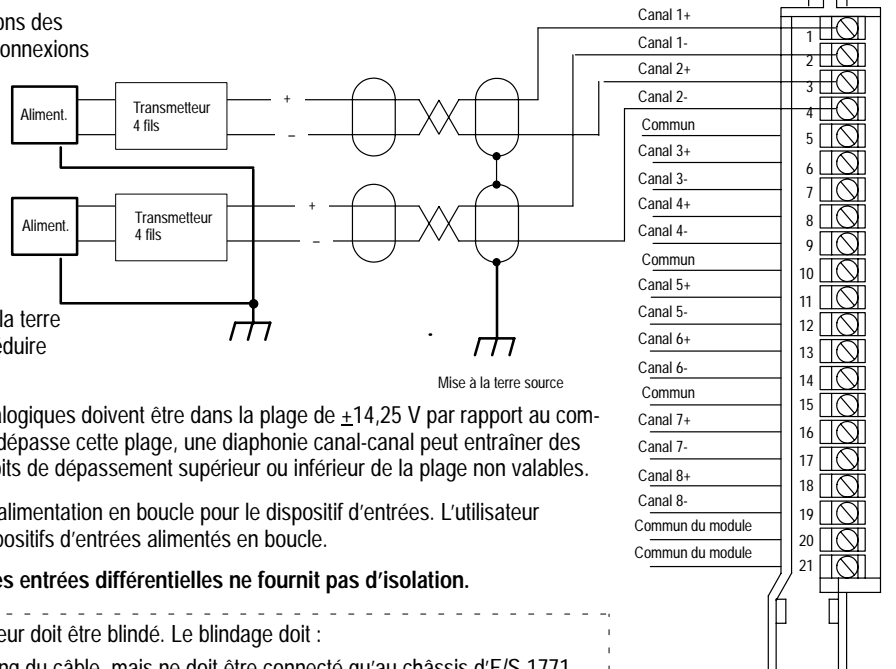 ons des
onnexions
Aliment.
Transmetteur
4 fils
+
–
Aliment.
Transmetteur
4 fils
+
–
la terre
éduire
Mise à la terre source
Canal 1+
Canal 1-
Canal 2+
Canal 2-
Commun
Canal 3+
Canal 3-
Canal 4+
Canal 4-
Commun
Canal 5+
Canal 5-
Canal 6+
Canal 6-
Commun
Canal 7+
Canal 7-
Canal 8+
Canal 8-
Commun du module
Commun du module
1
2
3
4
5
6
7
8
9
10
11
12
13
14
15
16
17
18
19
20
21
alogiques doivent être dans la plage de ±14,25 V par rapport au com-
dépasse cette plage, une diaphonie canal-canal peut entraîner des
bits de dépassement supérieur ou inférieur de la plage non valables.
alimentation en boucle pour le dispositif d'entrées. L'utilisateur
positifs d'entrées alimentés en boucle.
es entrées différentielles ne fournit pas d'isolation.
eur doit être blindé. Le blindage doit :
ng du câble, mais ne doit être connecté qu'au châssis d'E/S 1771